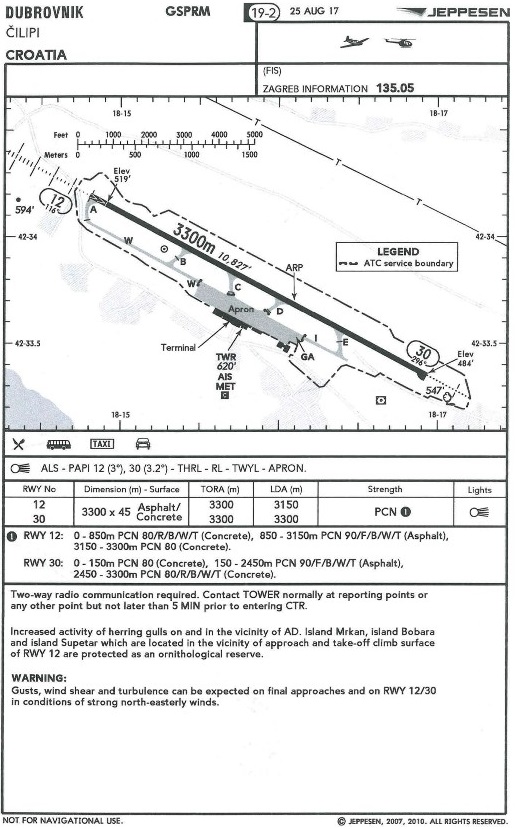 DUBROVNIK GSPRM 19-2 25 AUG 17 JEPPESEN
ČILIPI
CROATIA
(FIS)
ZAGREB INFORMATION 135.05
18-15 18-17
Feet 0 1000 2000 3000 4000 5000
Meters 0 500 1000 1500
T
T
T
Elev
519'
594'
12
116°
A
42-34 42-34
W
3300m 10,827'
B
LEGEND
ATC service boundary
W
C
ARP
Apron
D
Terminal
I
E
GA
42-33.5 42-33.5
30
296°
Elev
484'
TWR
620'
AIS
MET
C
547'
18-15 18-17
TAXI
ALS - PAPI 12 (3°), 30 (3.2°) - THRL - RL - TWYL - APRON.
RWY No Dimension (m) - Surface TORA (m) LDA (m) Strength Lights
12 3300 x 45 Asphalt/ 3300 3150 PCN 1
30 Concrete 3300 3300
1 RWY 12: 0 - 850m PCN 80/R/B/W/T (Concrete), 850 - 3150m PCN 90/F/B/W/T (Asphalt),
3150 - 3300m PCN 80 (Concrete).
RWY 30: 0 - 150m PCN 80 (Concrete), 150 - 2450m PCN 90/F/B/W/T (Asphalt),
2450 - 3300m PCN 80/R/B/W/T (Concrete).
Two-way radio communication required. Contact TOWER normally at reporting points or
any other point but not later than 5 MIN prior to entering CTR.
Increased activity of herring gulls on and in the vicinity of AD. Island Mrkan, island Bobara
and island Supetar which are located in the vicinity of approach and take-off climb surface
of RWY 12 are protected as an ornithological reserve.
WARNING:
Gusts, wind shear and turbulence can be expected on final approaches and on RWY 12/30
in conditions of strong north-easterly winds.
NOT FOR NAVIGATIONAL USE. © JEPPESEN, 2007, 2010. ALL RIGHTS RESERVED.